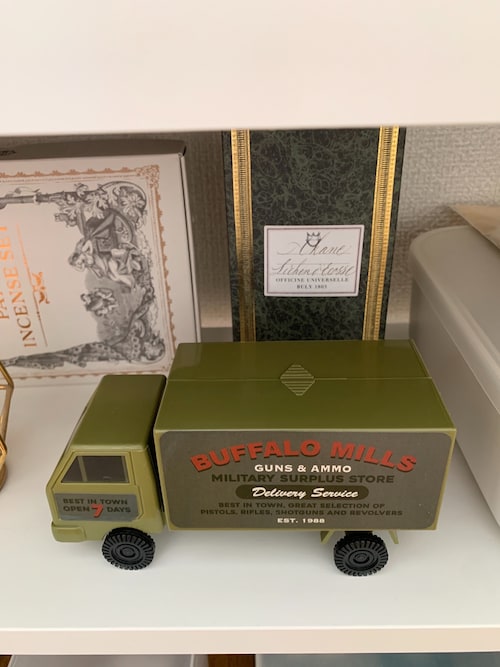 INCENSE SET
OFFICINE UNIVERSELLE
BULY 1803
BUFFALO MILLS
GUNS & AMMO
MILITARY SURPLUS STORE
Delivery Service
BEST IN TOWN, GREAT SELECTION OF
PISTOLS, RIFLES, SHOTGUNS AND REVOLVERS
EST. 1988
BEST IN TOWN
OPEN 7 DAYS